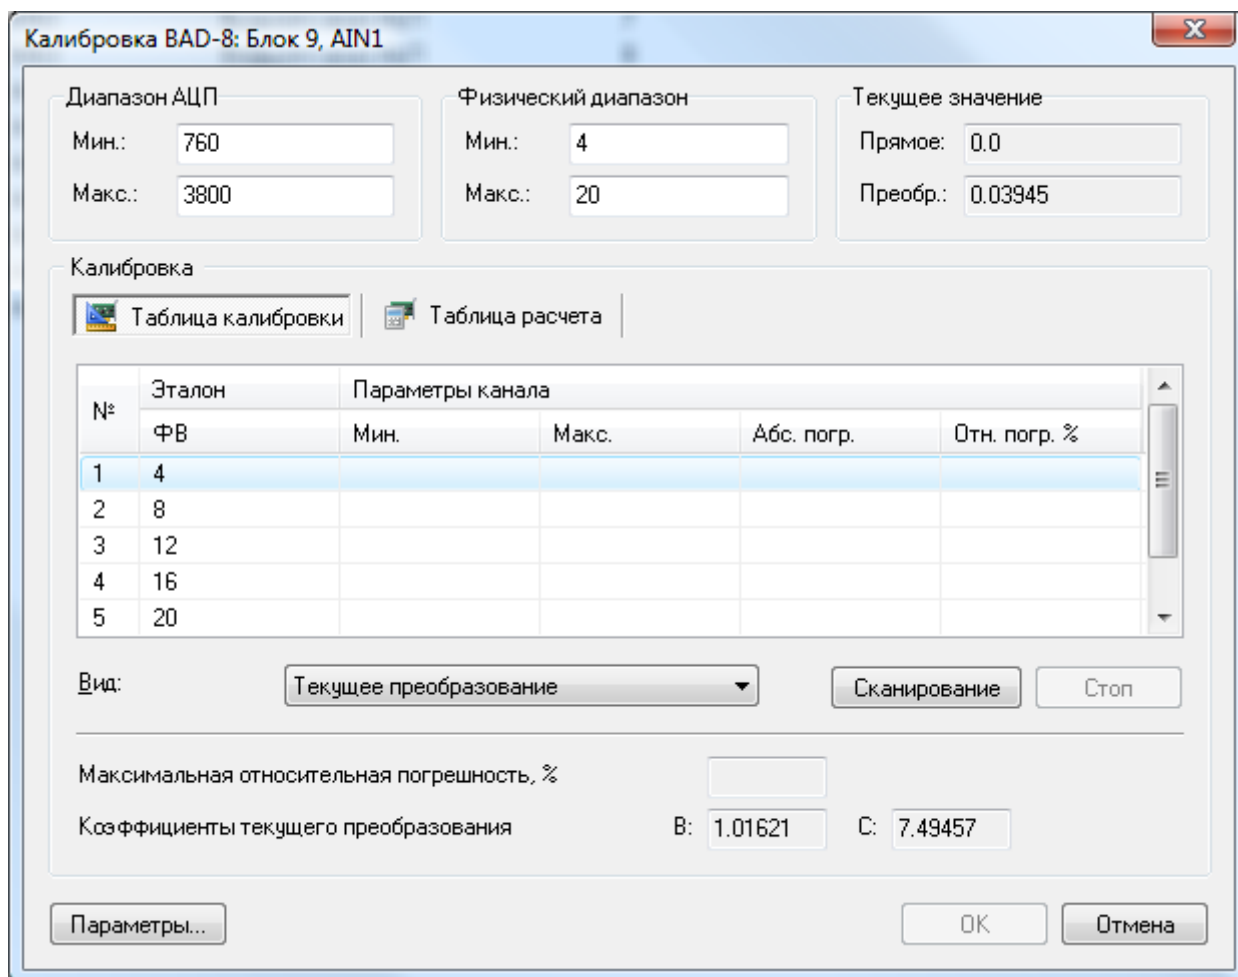 Калибровка BAD-8: Блок 9, AIN1
Диапазон АЦП
Мин.: 760
Макс.: 3800
Физический диапазон
Мин.: 4
Макс.: 20
Текущее значение
Прямое: 0.0
Преобр.: 0.03945
Калибровка
Таблица калибровки
Таблица расчета
№ Эталон Параметры канала
ФВ Мин. Макс. Абс. погр. Отн. погр. %
1 4
2 8
3 12
4 16
5 20
Вид: Текущее преобразование Сканирование Стоп
Максимальная относительная погрешность, %
Коэффициенты текущего преобразования B: 1.01621 C: 7.49457
Параметры... OK Отмена